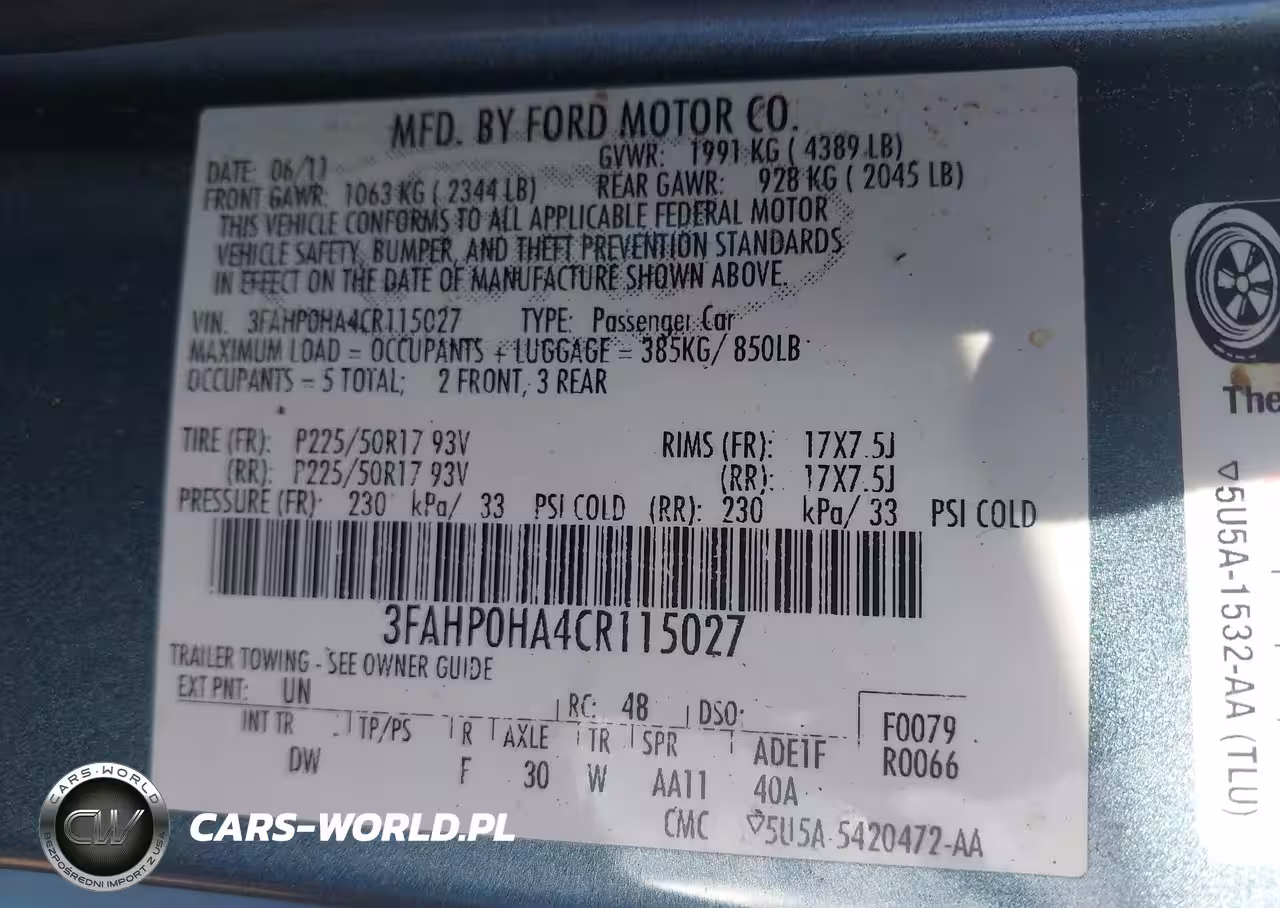 MFD. BY FORD MOTOR CO.
DATE: 06/11 GVWR: 1991 KG ( 4389 LB)
FRONT GAWR: 1063 KG ( 2344 LB) REAR GAWR: 928 KG ( 2045 LB)
THIS VEHICLE CONFORMS TO ALL APPLICABLE FEDERAL MOTOR
VEHICLE SAFETY, BUMPER, AND THEFT PREVENTION STANDARDS
IN EFFECT ON THE DATE OF MANUFACTURE SHOWN ABOVE.
VIN: 3FAHP0HA4CR115027 TYPE: Passenger Car
MAXIMUM LOAD = OCCUPANTS + LUGGAGE = 385KG/ 850LB
OCCUPANTS = 5 TOTAL; 2 FRONT, 3 REAR
TIRE (FR): P225/50R17 93V RIMS (FR): 17X7.5J
(RR): P225/50R17 93V (RR): 17X7.5J
PRESSURE (FR): 230 kPa/ 33 PSI COLD (RR): 230 kPa/ 33 PSI COLD
3FAHP0HA4CR115027
TRAILER TOWING - SEE OWNER GUIDE
EXT PNT: UN RC: 48 DSO: F0079
INT TR TP/PS R AXLE TR SPR ADE1F R0066
DW F 30 W AA11 40A
CMC 5U5A-5420472-AA
The
5U5A-1532-AA (TLU)
CARS-WORLD
CW
BEZPOŚREDNI IMPORT Z USA
CARS-WORLD.PL